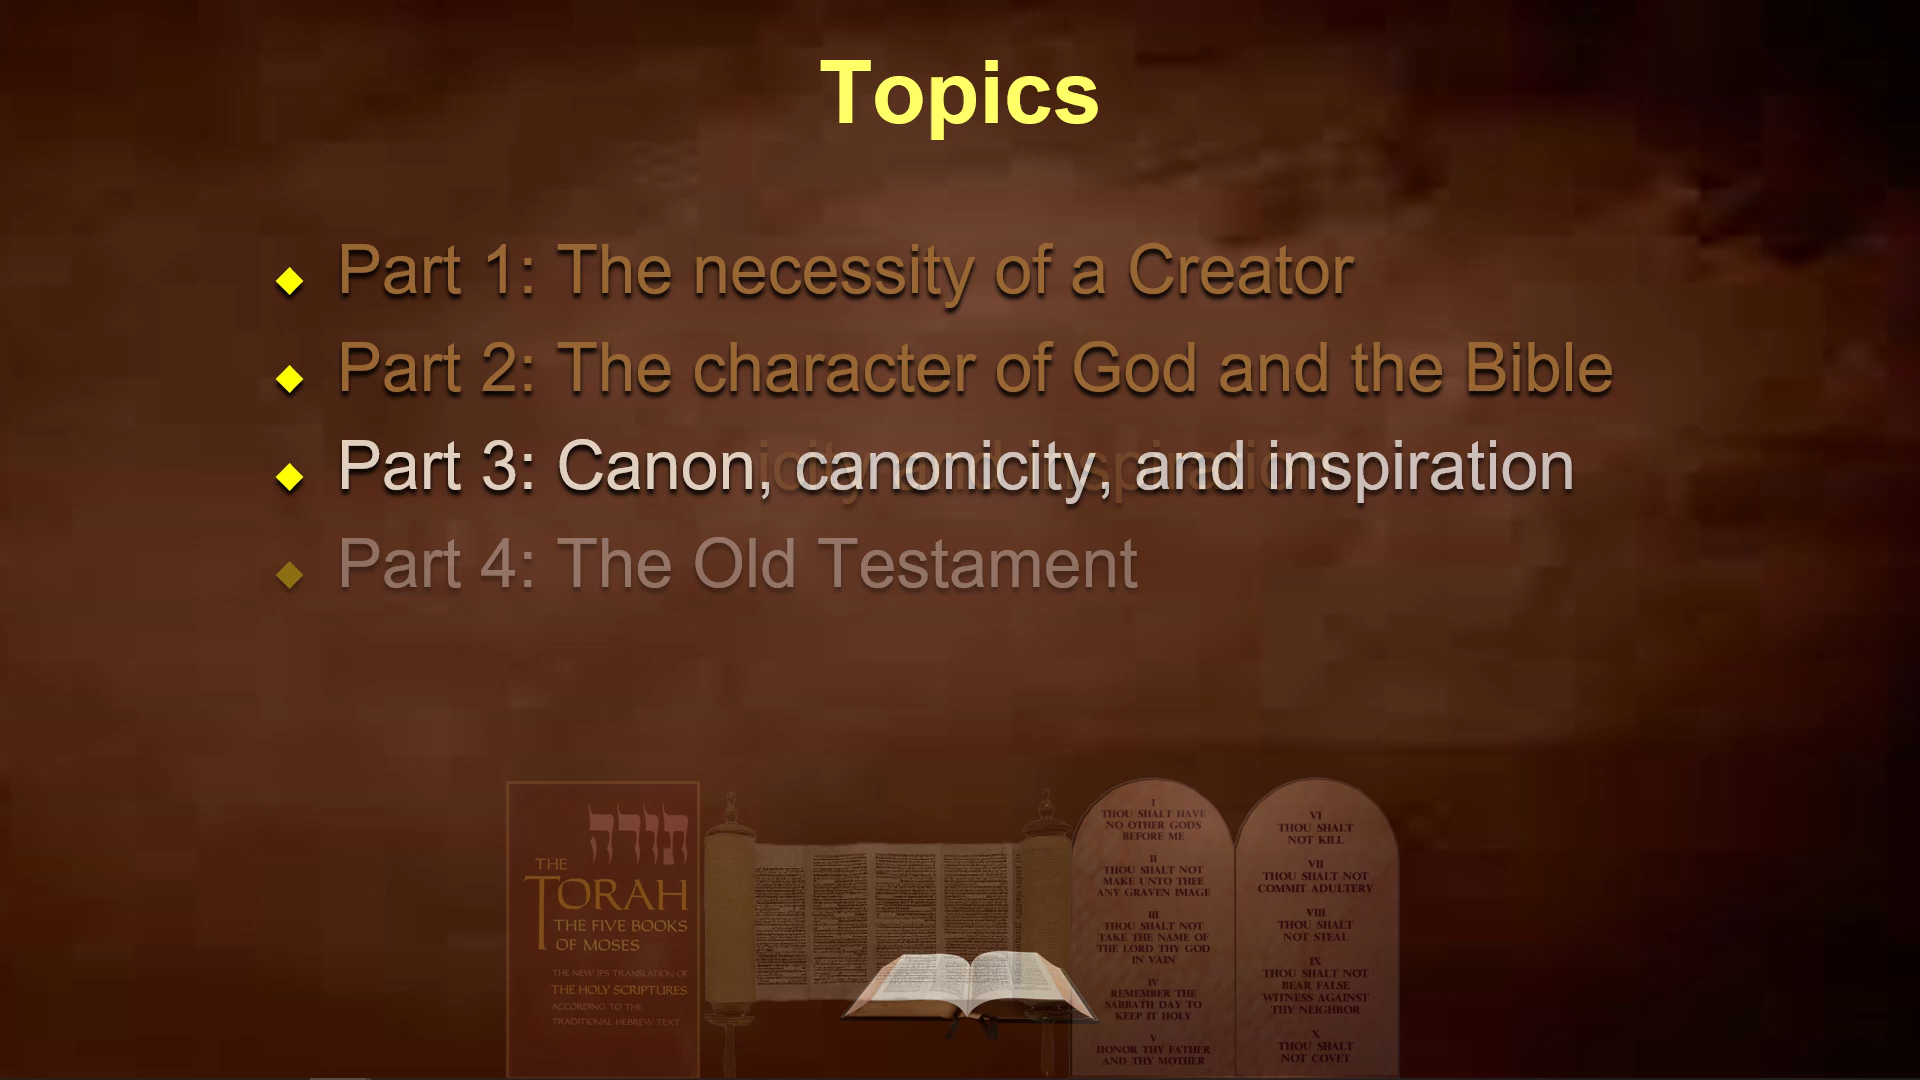 Topics
Part 1: The necessity of a Creator
Part 2: The character of God and the Bible
Part 3: Canon, canonicity, and inspiration
Part 4: The Old Testament
תורה
THE
TORAH
THE FIVE BOOKS
OF MOSES
THE NEW JPS TRANSLATION OF
THE HOLY SCRIPTURES
ACCORDING TO THE
TRADITIONAL HEBREW TEXT
I
THOU SHALT HAVE
NO OTHER GODS
BEFORE ME
II
THOU SHALT NOT
MAKE UNTO THEE
ANY GRAVEN IMAGE
III
THOU SHALT NOT
TAKE THE NAME OF
THE LORD THY GOD
IN VAIN
IV
REMEMBER THE
SABBATH DAY TO
KEEP IT HOLY
V
HONOR THY FATHER
AND THY MOTHER
VI
THOU SHALT
NOT KILL
VII
THOU SHALT NOT
COMMIT ADULTERY
VIII
THOU SHALT
NOT STEAL
IX
THOU SHALT NOT
BEAR FALSE
WITNESS AGAINST
THY NEIGHBOR
X
THOU SHALT
NOT COVET